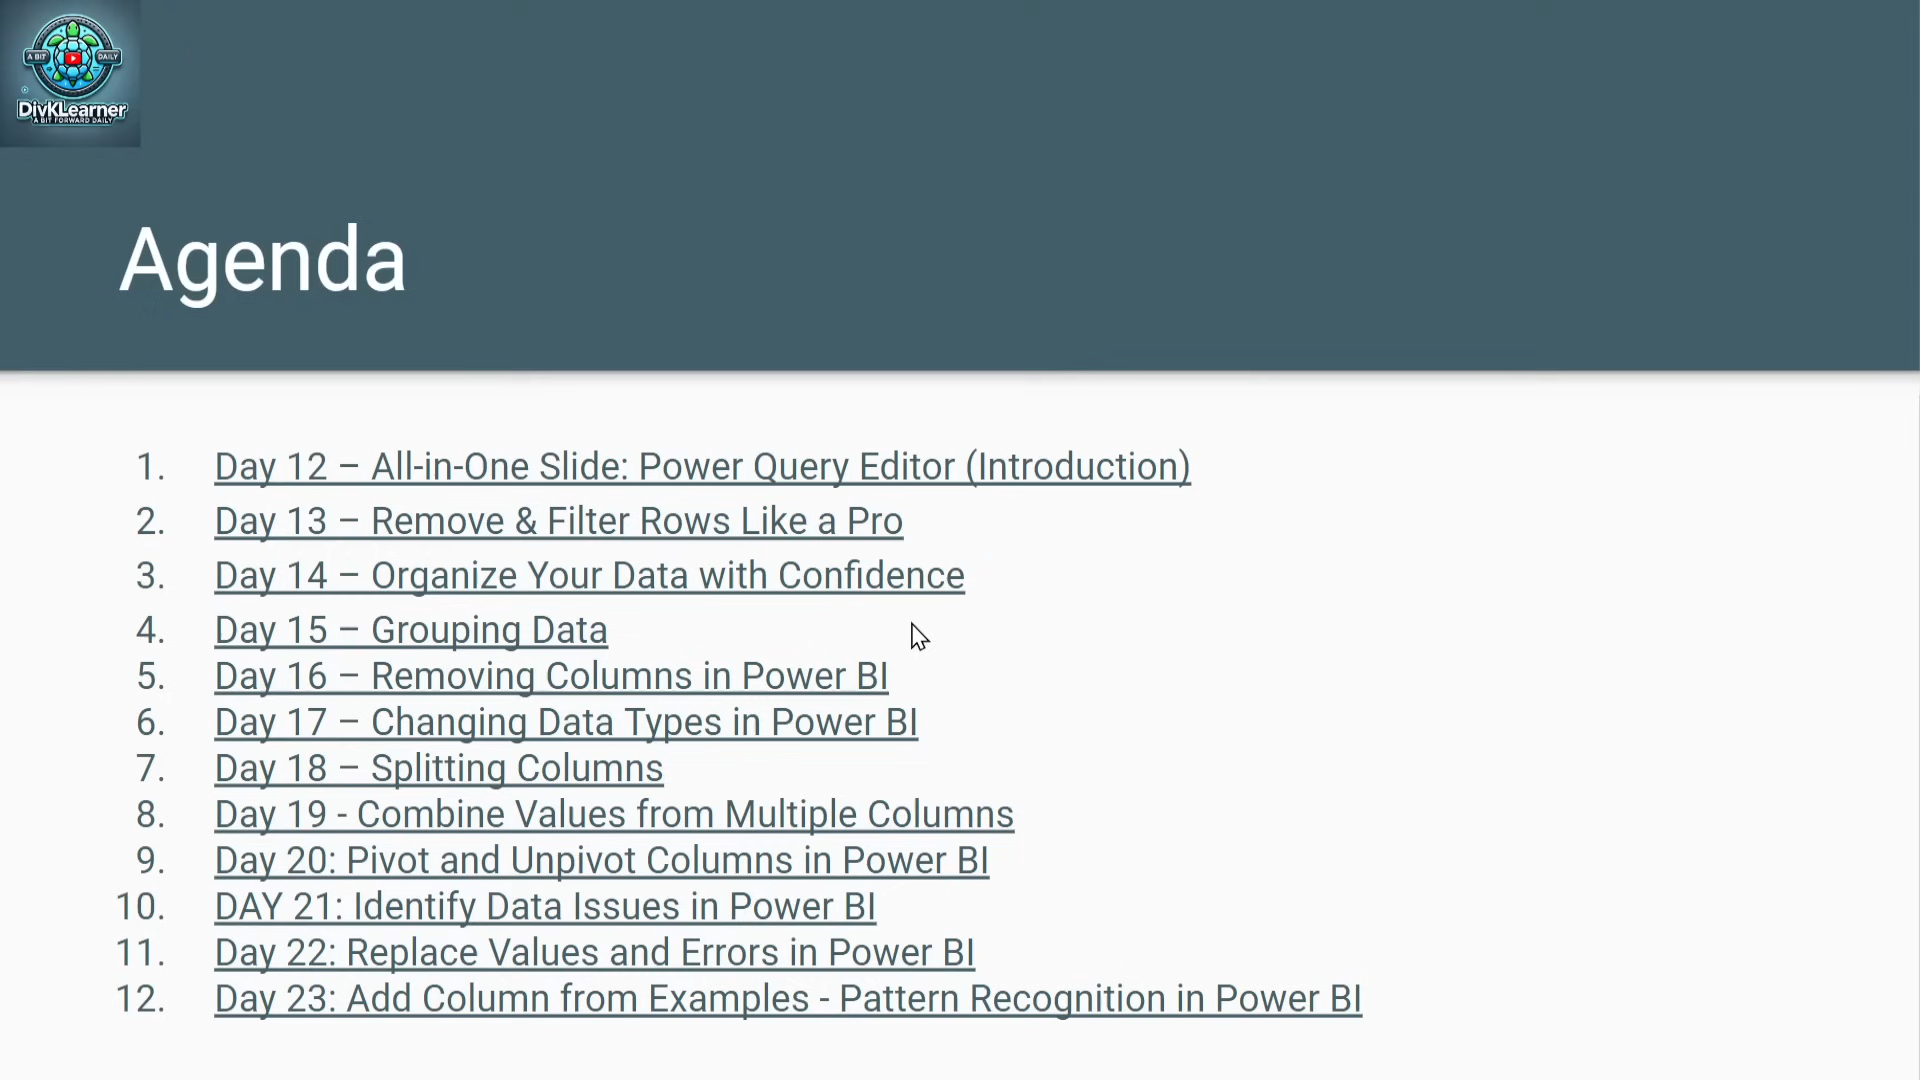 A BIT DAILY
DivKLearner
A BIT FORWARD DAILY
Agenda
1. Day 12 – All-in-One Slide: Power Query Editor (Introduction)
2. Day 13 – Remove & Filter Rows Like a Pro
3. Day 14 – Organize Your Data with Confidence
4. Day 15 – Grouping Data
5. Day 16 – Removing Columns in Power BI
6. Day 17 – Changing Data Types in Power BI
7. Day 18 – Splitting Columns
8. Day 19 - Combine Values from Multiple Columns
9. Day 20: Pivot and Unpivot Columns in Power BI
10. DAY 21: Identify Data Issues in Power BI
11. Day 22: Replace Values and Errors in Power BI
12. Day 23: Add Column from Examples - Pattern Recognition in Power BI